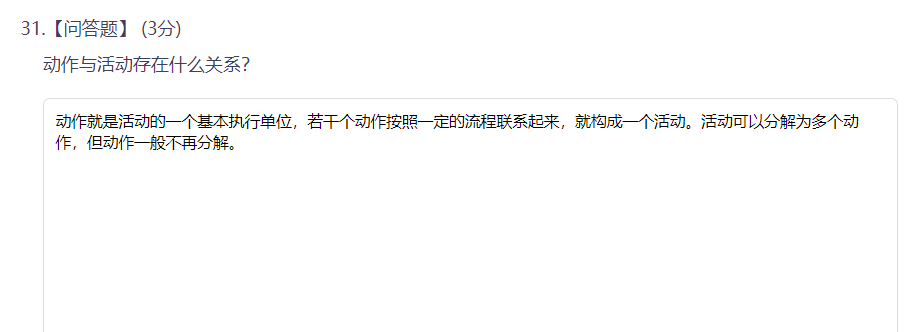 31.【问答题】 (3分)
动作与活动存在什么关系?
动作就是活动的一个基本执行单位，若干个动作按照一定的流程联系起来，就构成一个活动。活动可以分解为多个动
作，但动作一般不再分解。